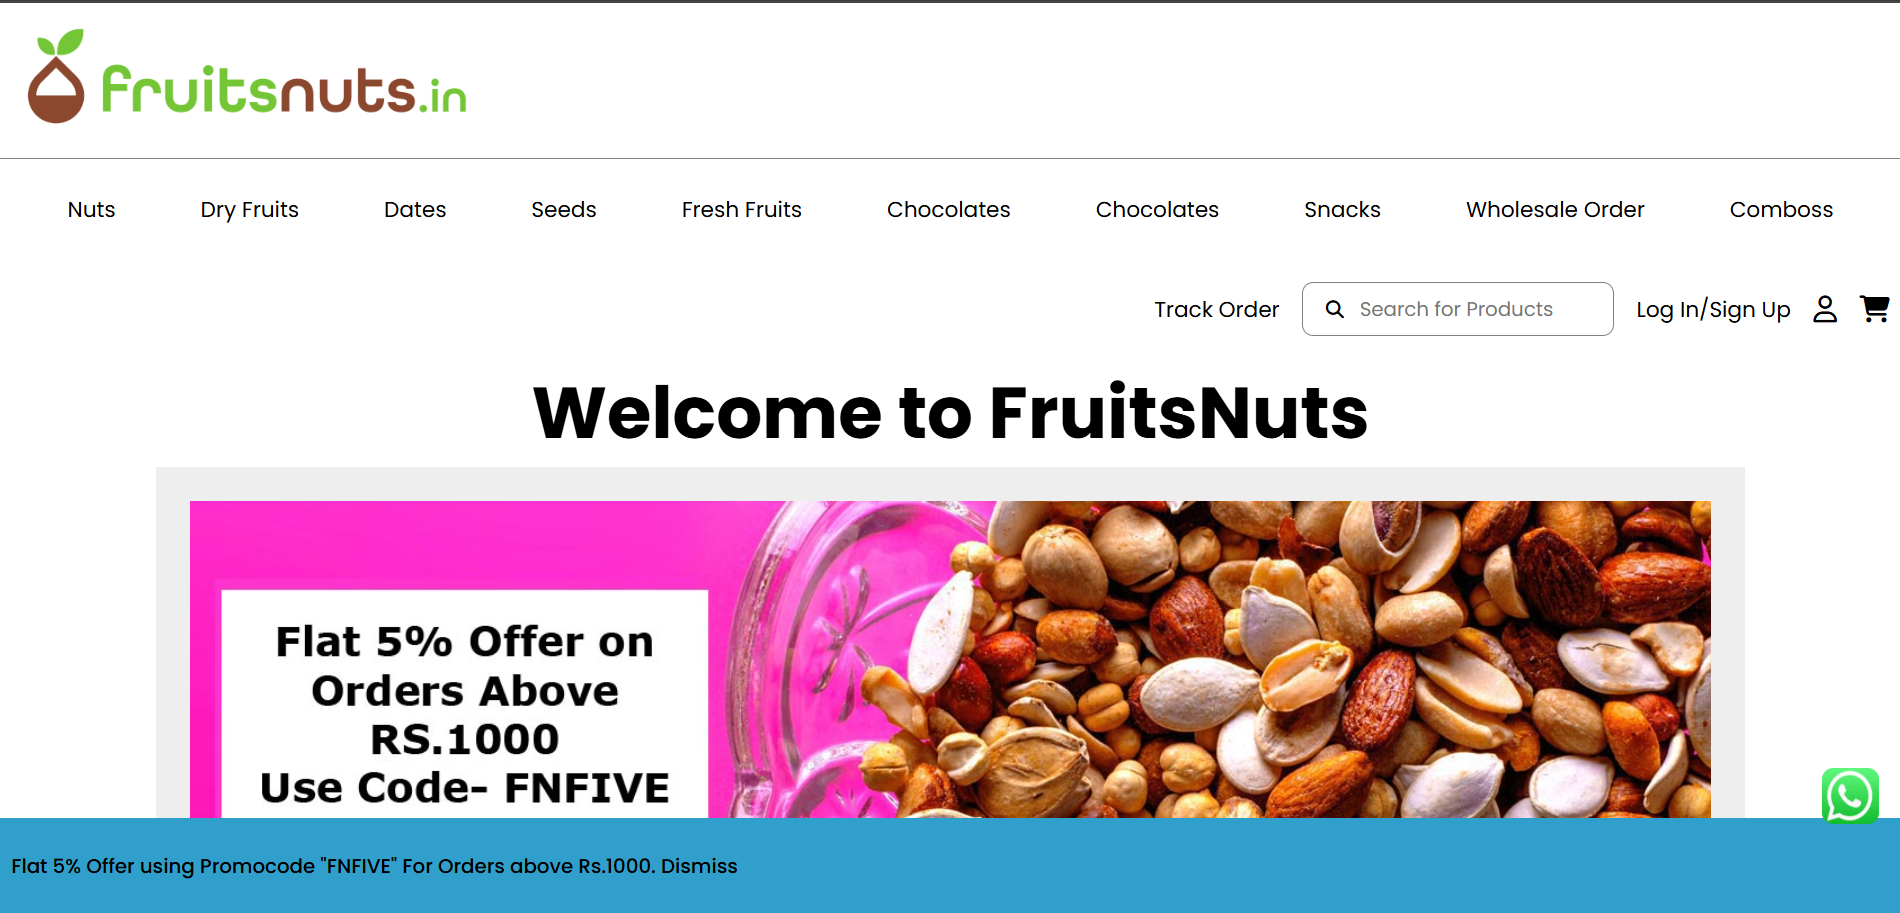 fruitsnuts.in
Nuts Dry Fruits Dates Seeds Fresh Fruits Chocolates Chocolates Snacks Wholesale Order Comboss
Track Order Search for Products Log In/Sign Up
Welcome to FruitsNuts
Flat 5% Offer on
Orders Above
RS.1000
Use Code- FNFIVE
Flat 5% Offer using Promocode "FNFIVE" For Orders above Rs.1000. Dismiss